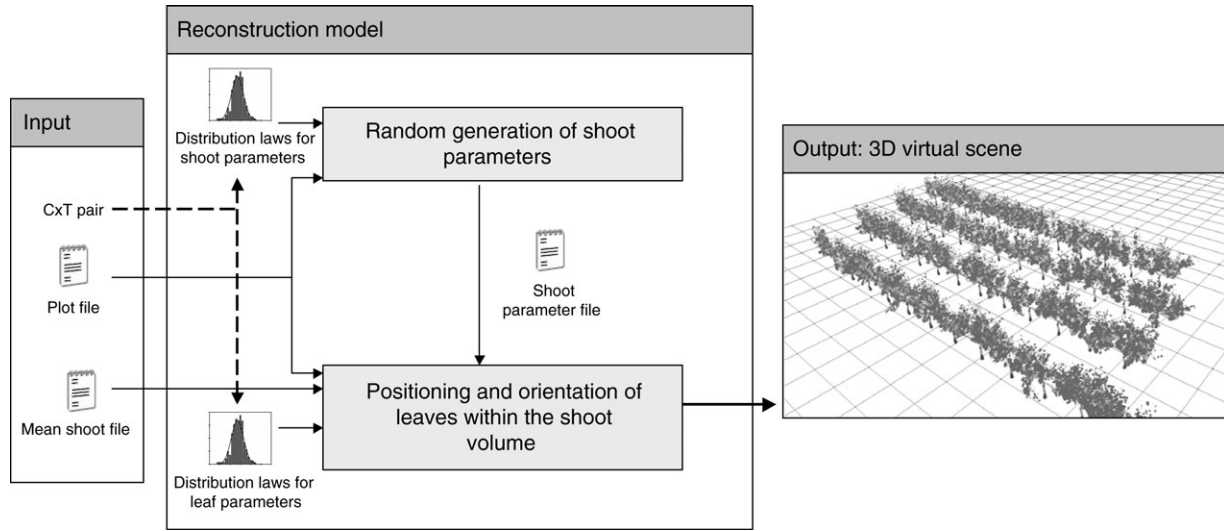 Input
CxT pair
Plot file
Mean shoot file
Reconstruction model
Distribution laws for
shoot parameters
Random generation of shoot
parameters
Shoot
parameter file
Positioning and orientation of
leaves within the shoot
volume
Distribution laws for
leaf parameters
Output: 3D virtual scene